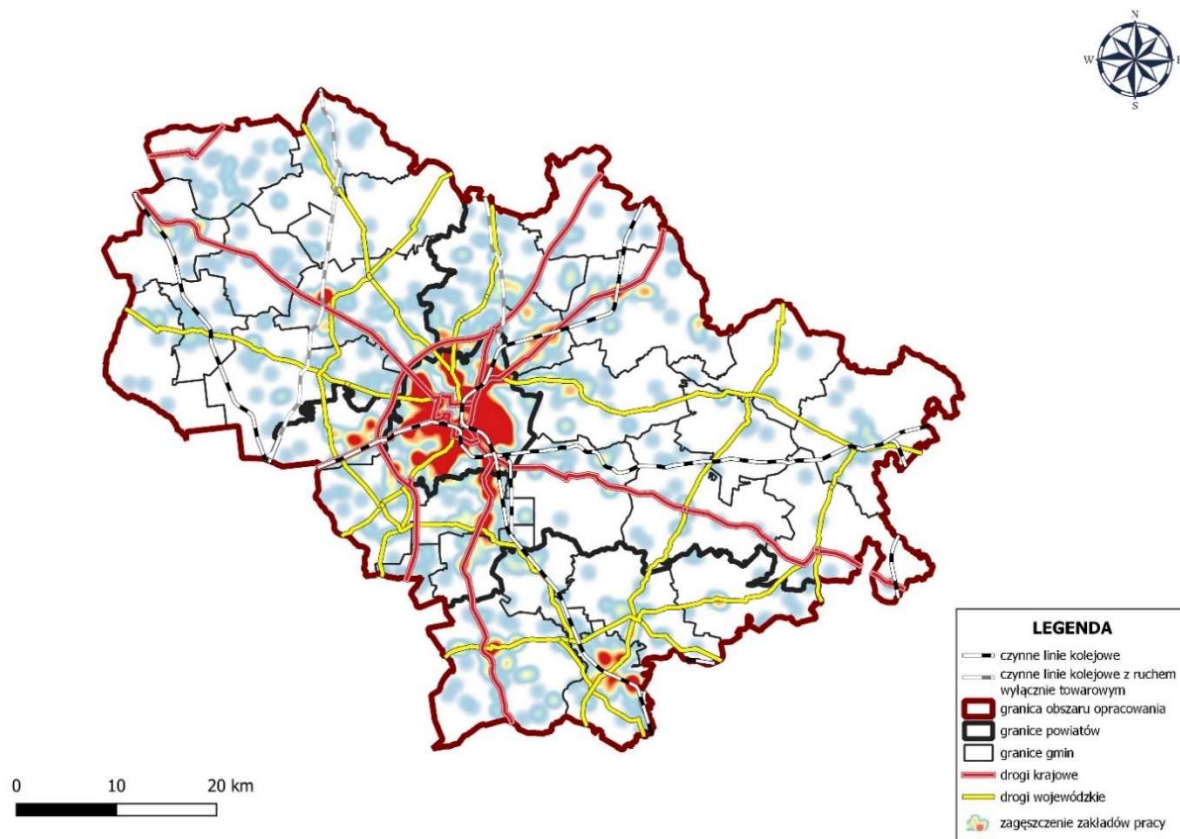 N
W
E
S
LEGENDA
czynne linie kolejowe
czynne linie kolejowe z ruchem
wyłącznie towarowym
granica obszaru opracowania
granice powiatów
granice gmin
drogi krajowe
drogi wojewódzkie
zagęszczenie zakładów pracy
0 10 20 km